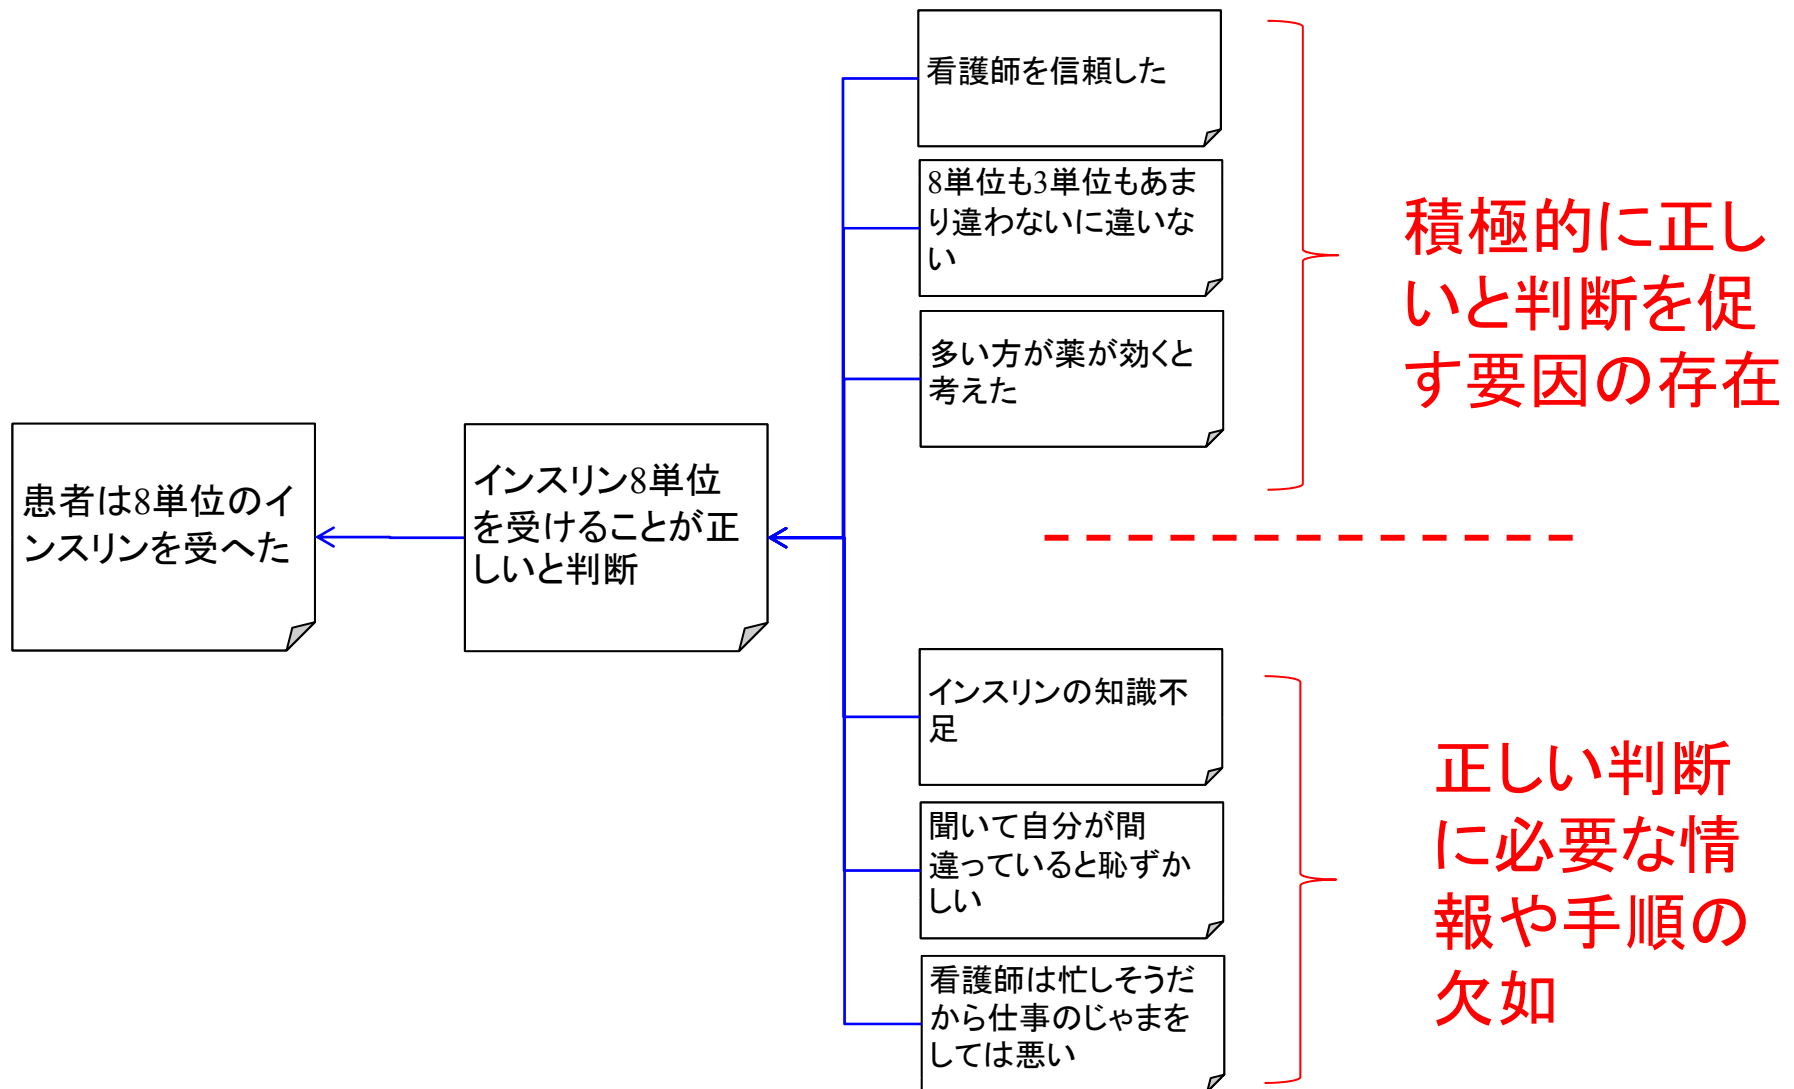 看護師を信頼した
8単位も3単位もあま
り違わないに違いな
い
多い方が薬が効くと
考えた
積極的に正し
いと判断を促
す要因の存在
患者は8単位のイ
ンスリンを受へた
インスリン8単位
を受けることが正
しいと判断
インスリンの知識不
足
聞いて自分が間
違っていると恥ずか
しい
看護師は忙しそうだ
から仕事のじゃまを
しては悪い
正しい判断
に必要な情
報や手順の
欠如